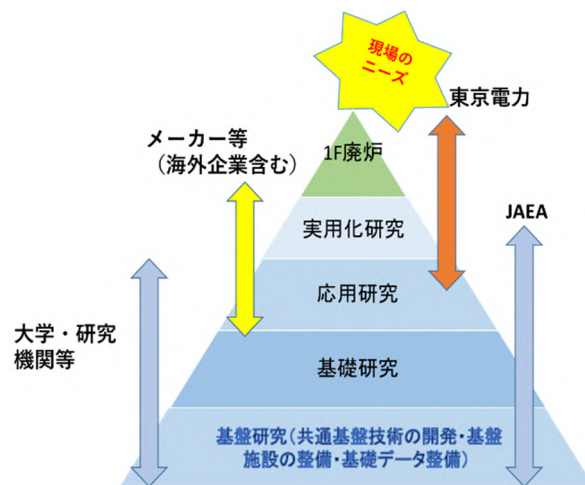 現場の
ニーズ
東京電力
メーカー等
（海外企業含む）
1F廃炉
JAEA
実用化研究
応用研究
大学・研究
機関等
基礎研究
基盤研究（共通基盤技術の開発・基盤
施設の整備・基礎データ整備）